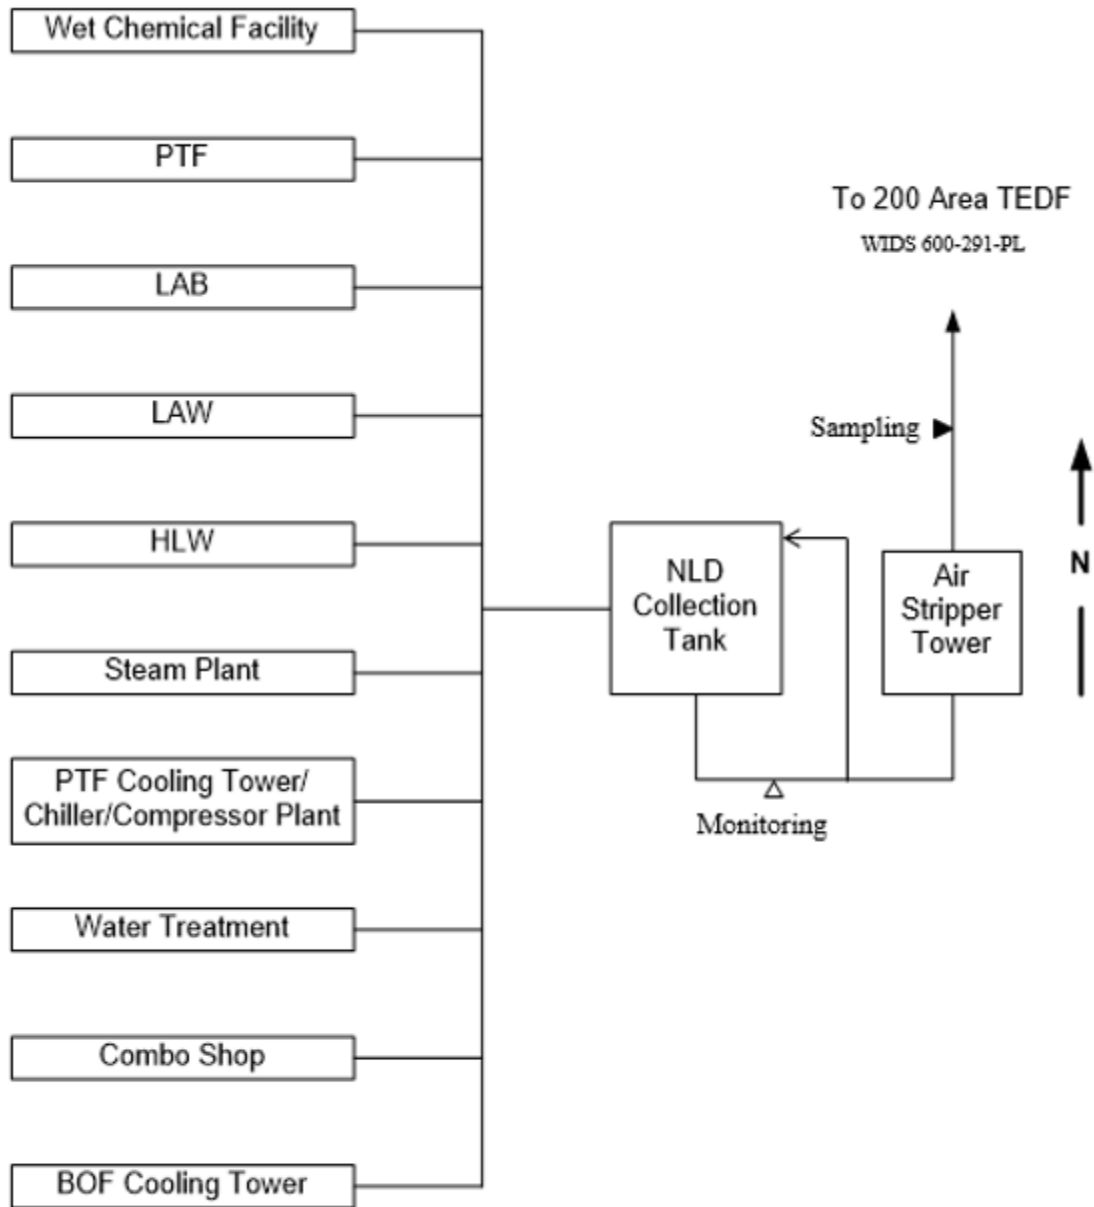 Wet Chemical Facility
PTF
LAB
LAW
HLW
Steam Plant
PTF Cooling Tower/
Chiller/Compressor Plant
Water Treatment
Combo Shop
BOF Cooling Tower
NLD
Collection
Tank
Monitoring
Air
Stripper
Tower
Sampling
To 200 Area TEDF
WIDS 600-291-PL
N